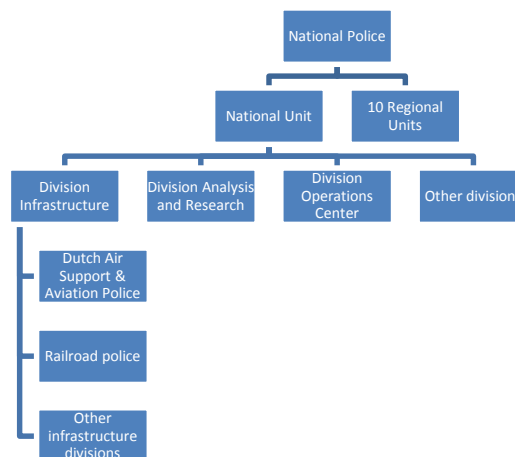 National Police
National Unit
10 Regional
Units
Division
Infrastructure
Division Analysis
and Research
Division
Operations
Center
Other division
Dutch Air
Support &
Aviation Police
Railroad police
Other
infrastructure
divisions